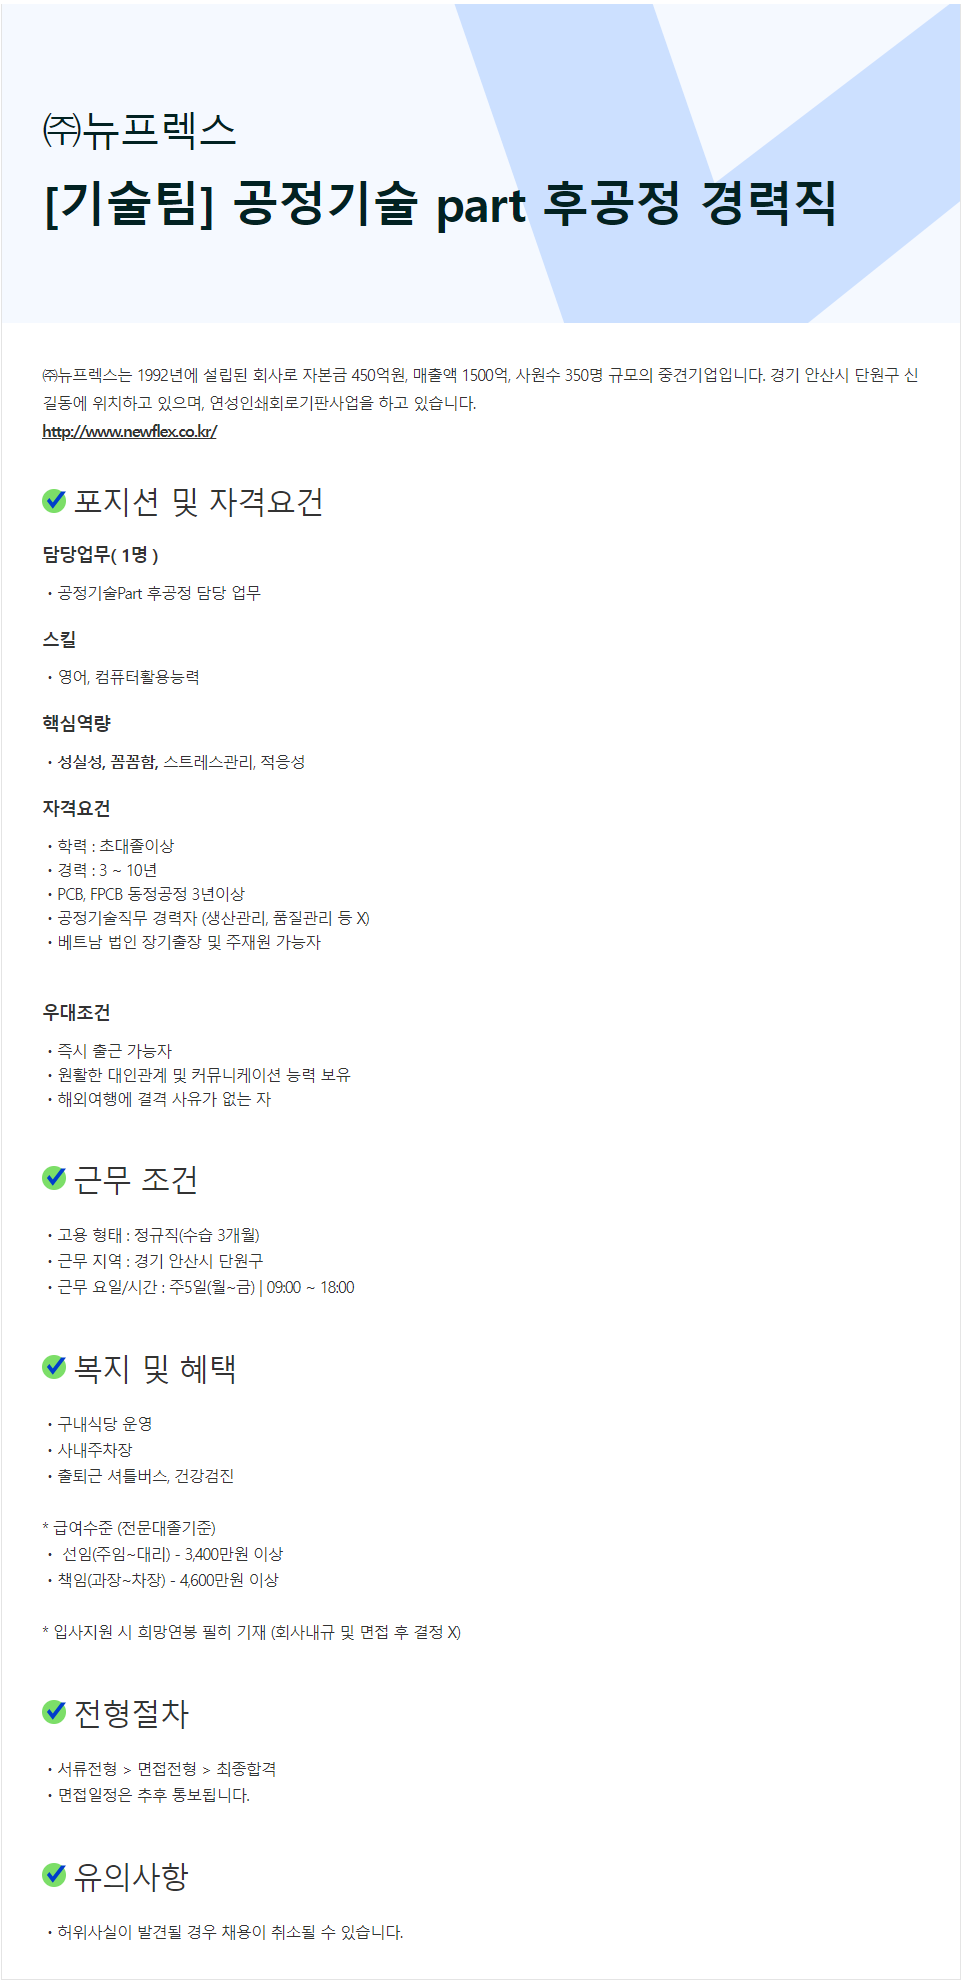 ㈜뉴프렉스
[기술팀] 공정기술 part 후공정 경력직
㈜뉴프렉스는 1992년에 설립된 회사로 자본금 450억원, 매출액 1500억, 사원수 350명 규모의 중견기업입니다. 경기 안산시 단원구 신
길동에 위치하고 있으며, 연성인쇄회로기판사업을 하고 있습니다.
http://www.newflex.co.kr/
포지션 및 자격요건
담당업무( 1명 )
• 공정기술Part 후공정 담당 업무
스킬
• 영어, 컴퓨터활용능력
핵심역량
• 성실성, 꼼꼼함, 스트레스관리, 적응성
자격요건
• 학력 : 초대졸이상
• 경력 : 3 ~ 10년
• PCB, FPCB 동정공정 3년이상
• 공정기술직무 경력자 (생산관리, 품질관리 등 X)
• 베트남 법인 장기출장 및 주재원 가능자
우대조건
• 즉시 출근 가능자
• 원활한 대인관계 및 커뮤니케이션 능력 보유
• 해외여행에 결격 사유가 없는 자
근무 조건
• 고용 형태 : 정규직(수습 3개월)
• 근무 지역 : 경기 안산시 단원구
• 근무 요일/시간 : 주5일(월~금) | 09:00 ~ 18:00
복지 및 혜택
• 구내식당 운영
• 사내주차장
• 출퇴근 셔틀버스, 건강검진
* 급여수준 (전문대졸기준)
• 선임(주임~대리) - 3,400만원 이상
• 책임(과장~차장) - 4,600만원 이상
* 입사지원 시 희망연봉 필히 기재 (회사내규 및 면접 후 결정 X)
전형절차
• 서류전형 > 면접전형 > 최종합격
• 면접일정은 추후 통보됩니다.
유의사항
• 허위사실이 발견될 경우 채용이 취소될 수 있습니다.